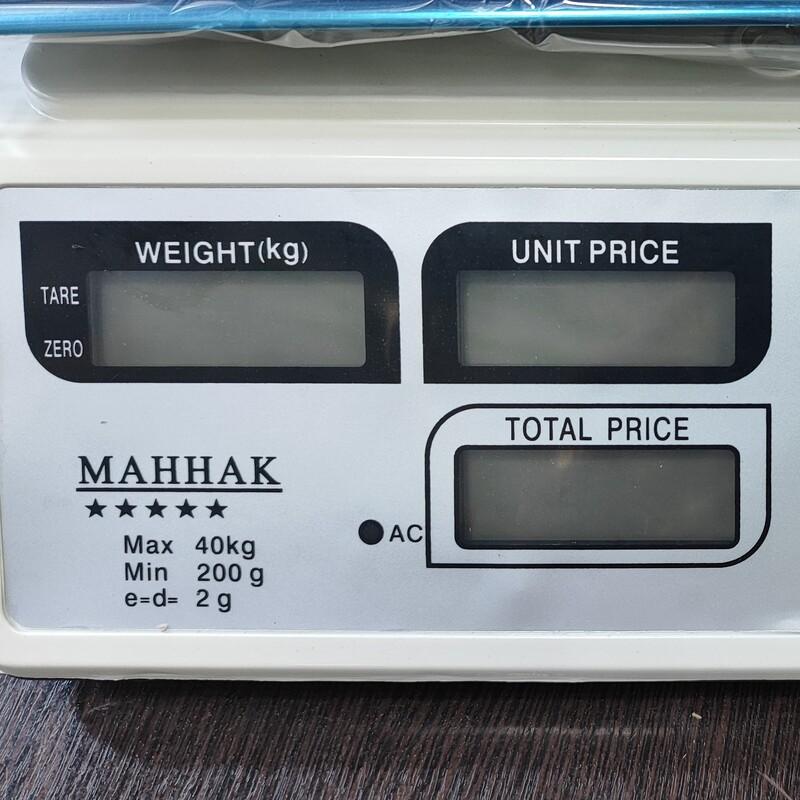 WEIGHT(kg)
TARE
ZERO
UNIT PRICE
TOTAL PRICE
MAHHAK
★★★★★
Max 40kg
Min 200 g
e=d= 2 g
AC